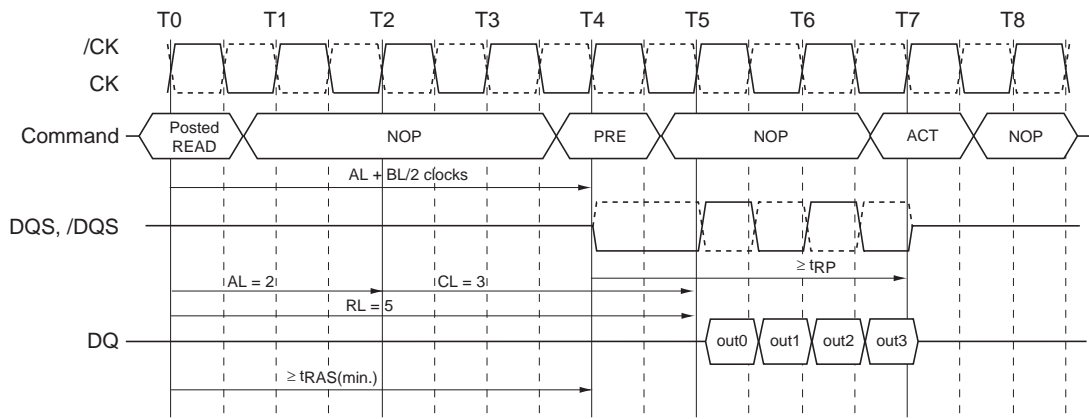 T0 T1 T2 T3 T4 T5 T6 T7 T8
/CK
CK
Command
Posted
READ
NOP
PRE
NOP
ACT
NOP
AL + BL/2 clocks
DQS, /DQS
≥ tRP
AL = 2
CL = 3
RL = 5
DQ
out0
out1
out2
out3
≥ tRAS(min.)